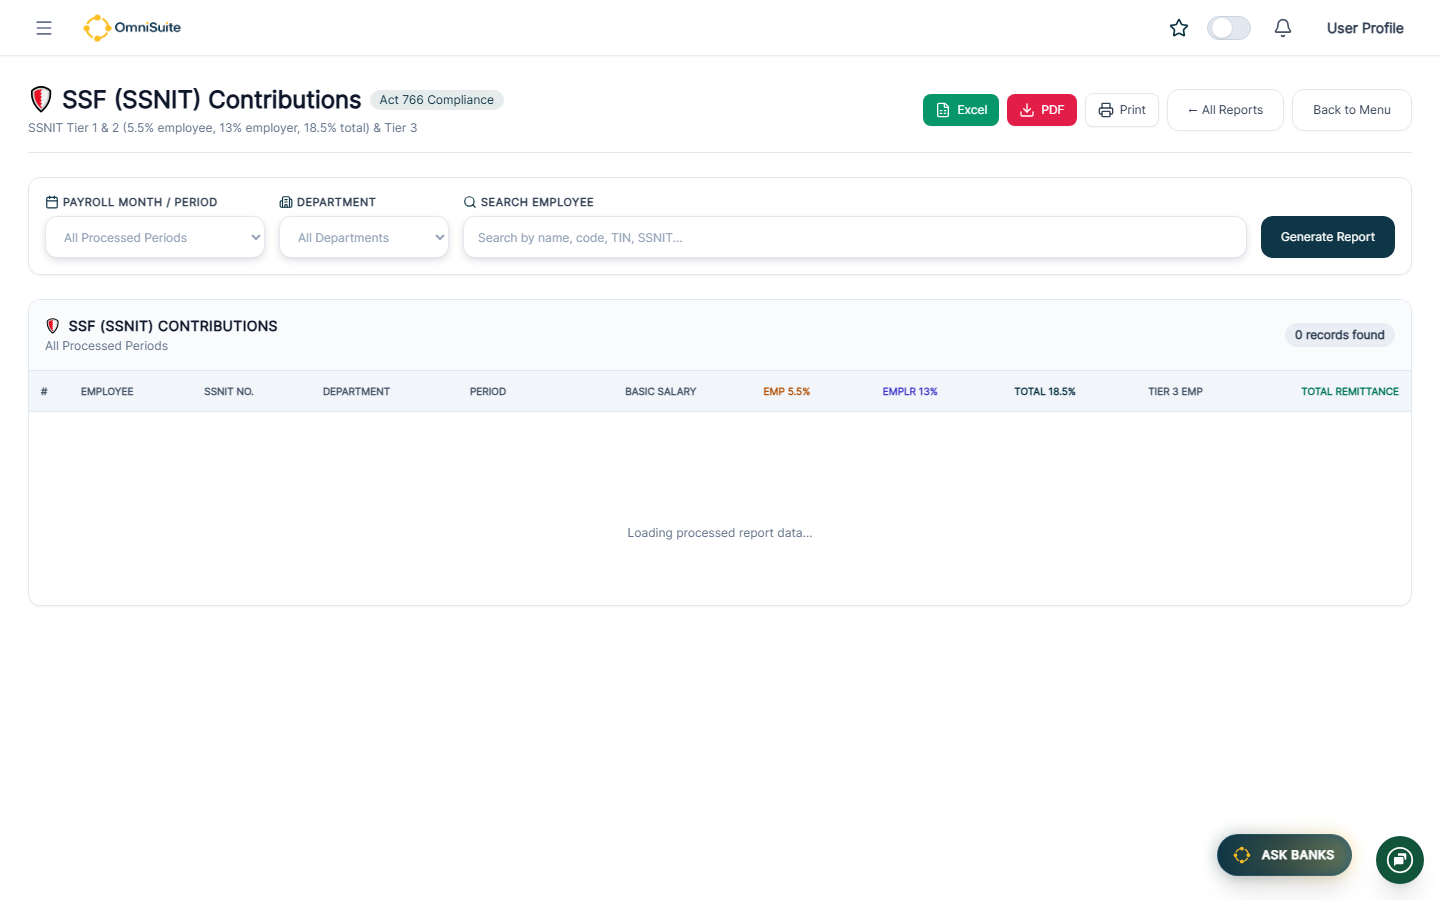 OmniSuite
User Profile
SSF (SSNIT) Contributions
Act 766 Compliance
SSNIT Tier 1 & 2 (5.5% employee, 13% employer, 18.5% total) & Tier 3
Excel
PDF
Print
← All Reports
Back to Menu
PAYROLL MONTH / PERIOD
DEPARTMENT
SEARCH EMPLOYEE
All Processed Periods
All Departments
Search by name, code, TIN, SSNIT...
Generate Report
SSF (SSNIT) CONTRIBUTIONS
All Processed Periods
0 records found
# EMPLOYEE SSNIT NO. DEPARTMENT PERIOD BASIC SALARY EMP 5.5% EMPLR 13% TOTAL 18.5% TIER 3 EMP TOTAL REMITTANCE
Loading processed report data...
ASK BANKS